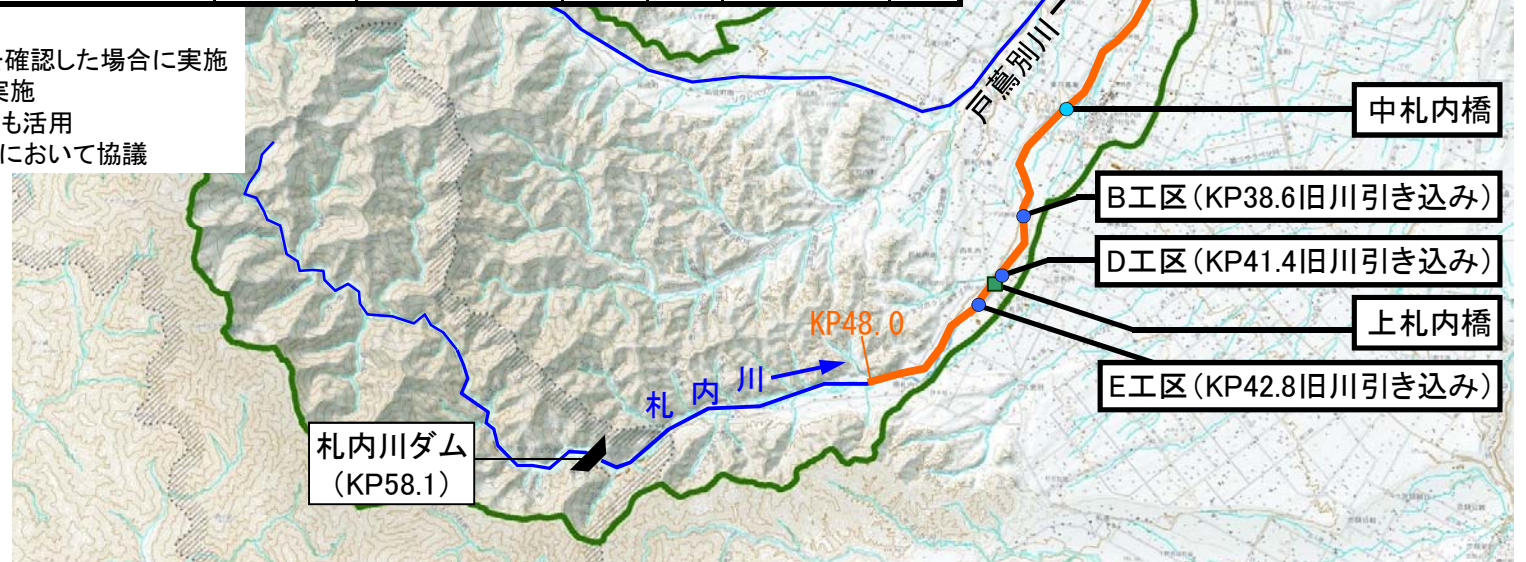 を確認した場合に実施
実施
も活用
において協議
戸蔦別川
中札内橋
B工区(KP38.6旧川引き込み)
D工区(KP41.4旧川引き込み)
上札内橋
E工区(KP42.8旧川引き込み)
KP48.0
札内川
札内川ダム
(KP58.1)